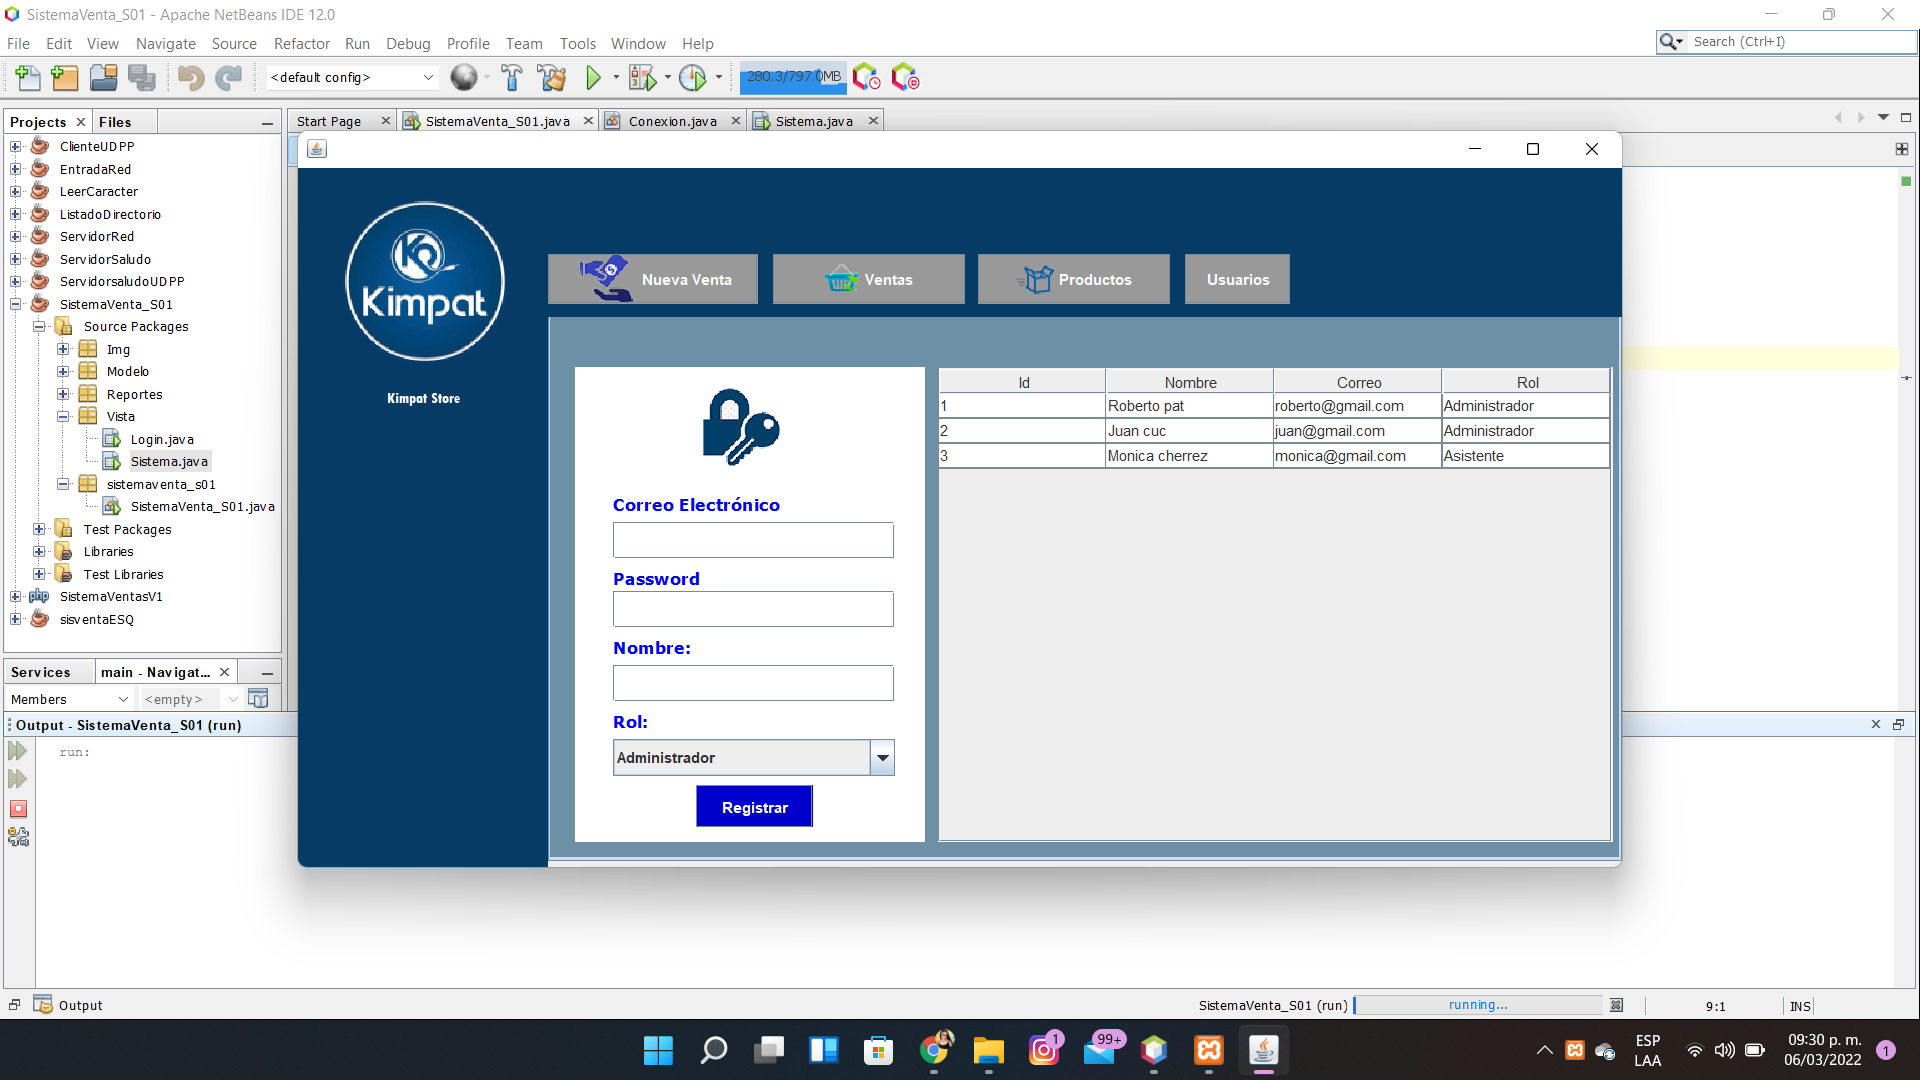 SistemaVenta_S01 - Apache NetBeans IDE 12.0
File Edit View Navigate Source Refactor Run Debug Profile Team Tools Window Help
Search (Ctrl+I)
<default config>
280.3/797.0MB
Projects Files
Start Page SistemaVenta_S01.java Conexion.java Sistema.java
ClienteUDPP
EntradaRed
LeerCaracter
ListadoDirectorio
ServidorRed
ServidorSaludo
ServidorsaludoUDPP
SistemaVenta_S01
Source Packages
Img
Modelo
Reportes
Vista
Login.java
Sistema.java
sistemaventa_s01
SistemaVenta_S01.java
Test Packages
Libraries
Test Libraries
SistemaVentasV1
sisventaESQ
php
Services main - Navigat...
Members <empty>
Kimpat
Kimpat Store
Nueva Venta Ventas Productos Usuarios
Correo Electrónico
Password
Nombre:
Rol:
Administrador
Registrar
Id Nombre Correo Rol
1 Roberto pat roberto@gmail.com Administrador
2 Juan cuc juan@gmail.com Administrador
3 Monica cherrez monica@gmail.com Asistente
Output - SistemaVenta_S01 (run)
run:
Output
SistemaVenta_S01 (run) running... 9:1 INS
1
99+
ESP
LAA
09:30 p. m.
06/03/2022
1